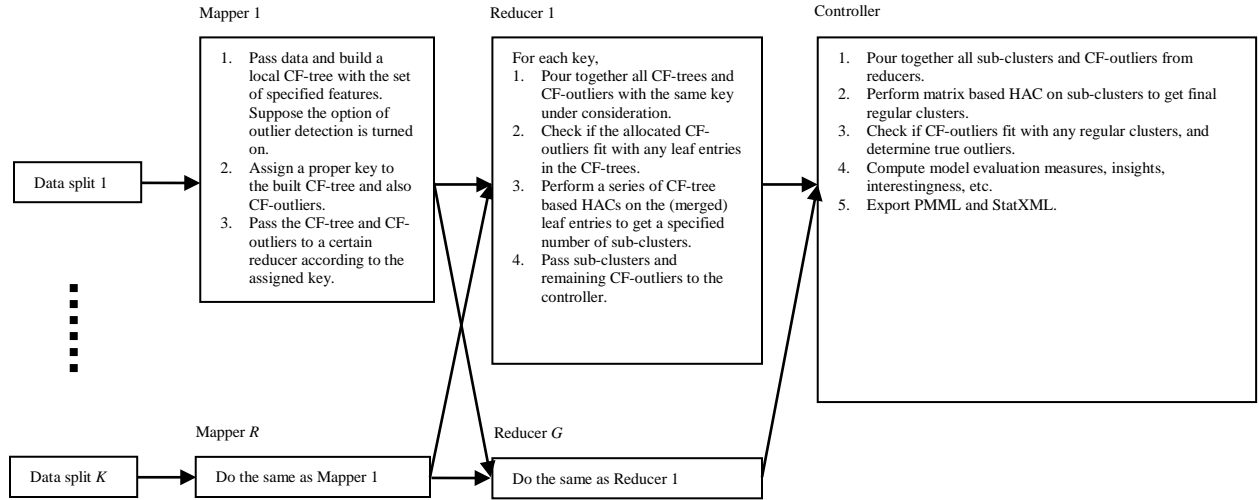 Mapper 1
1. Pass data and build a
local CF-tree with the set
of specified features.
Suppose the option of
outlier detection is turned
on.
2. Assign a proper key to
the built CF-tree and also
CF-outliers.
3. Pass the CF-tree and CF-
outliers to a certain
reducer according to the
assigned key.
Reducer 1
For each key,
1. Pour together all CF-trees and
CF-outliers with the same key
under consideration.
2. Check if the allocated CF-
outliers fit with any leaf entries
in the CF-trees.
3. Perform a series of CF-tree
based HACs on the (merged)
leaf entries to get a specified
number of sub-clusters.
4. Pass sub-clusters and
remaining CF-outliers to the
controller.
Controller
1. Pour together all sub-clusters and CF-outliers from
reducers.
2. Perform matrix based HAC on sub-clusters to get final
regular clusters.
3. Check if CF-outliers fit with any regular clusters, and
determine true outliers.
4. Compute model evaluation measures, insights,
interestingness, etc.
5. Export PMML and StatXML.
Data split 1
Mapper R
Reducer G
Data split K
Do the same as Mapper 1
Do the same as Reducer 1